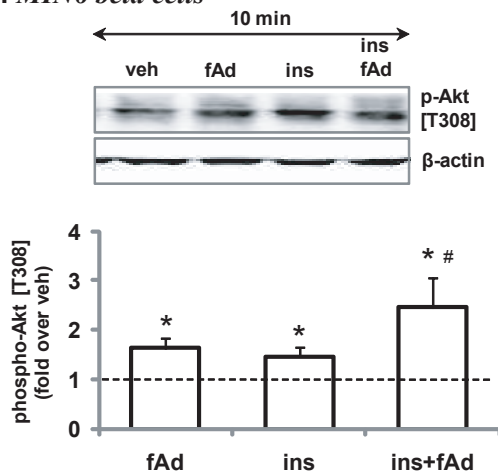 MIN6 beta cells
10 min
veh fAd ins ins fAd
p-Akt [T308]
β-actin
phospho-Akt [T308] (fold over veh)
4
3
2
1
0
*
*
* #
fAd ins ins+fAd